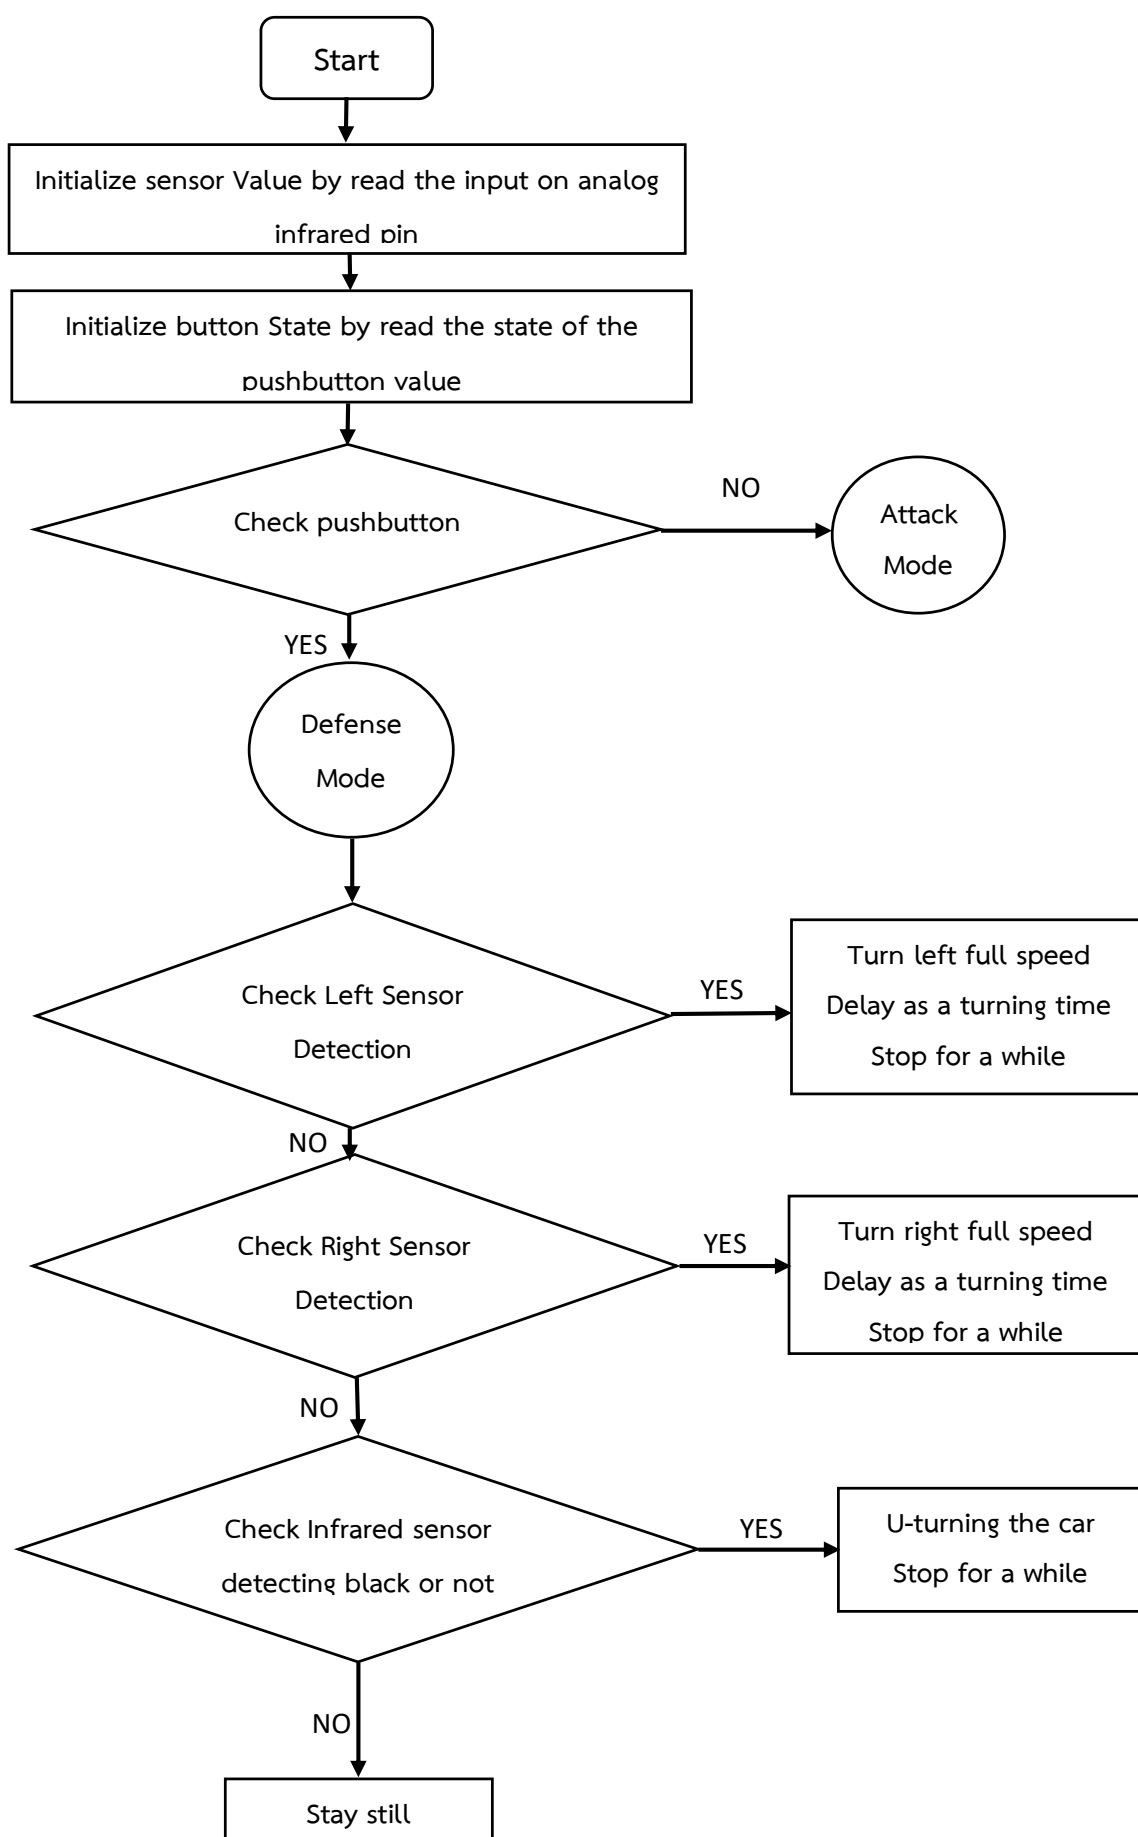 Start
Initialize sensor Value by read the input on analog
infrared pin
Initialize button State by read the state of the
pushbutton value
Check pushbutton
NO
Attack
Mode
YES
Defense
Mode
Check Left Sensor
Detection
YES
Turn left full speed
Delay as a turning time
Stop for a while
NO
Check Right Sensor
Detection
YES
Turn right full speed
Delay as a turning time
Stop for a while
NO
Check Infrared sensor
detecting black or not
YES
U-turning the car
Stop for a while
NO
Stay still